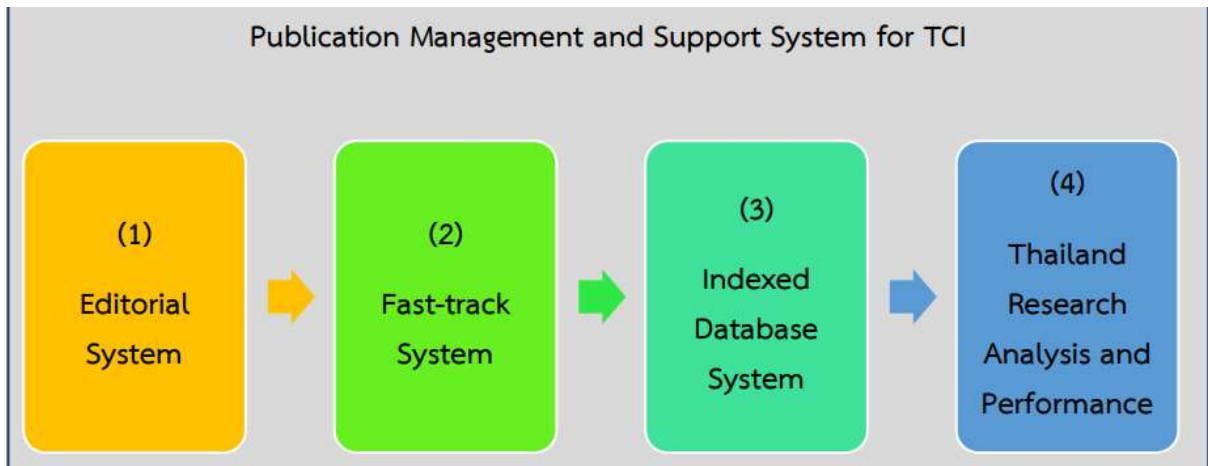 Publication Management and Support System for TCI
(1)
Editorial
System
(2)
Fast-track
System
(3)
Indexed
Database
System
(4)
Thailand
Research
Analysis and
Performance